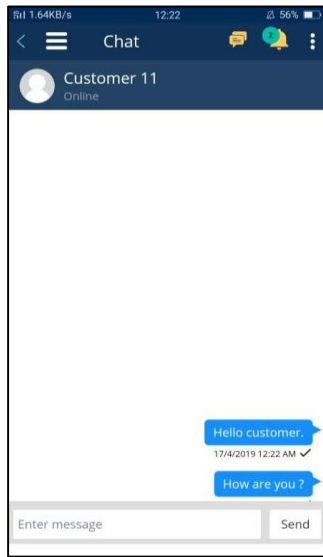 1.64KB/s 12:22 56%
Chat 2
Customer 11
Online
Hello customer.
17/4/2019 12:22 AM
How are you ?
Enter message Send